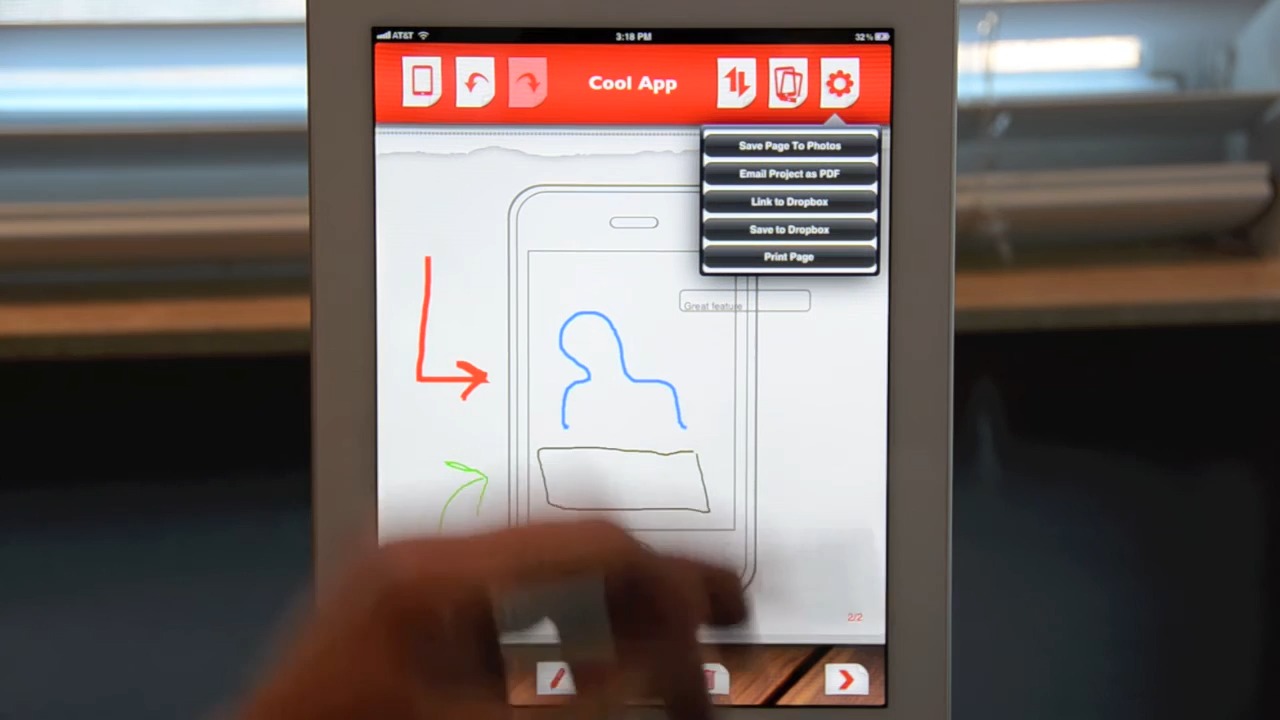 AT&T
3:18 PM
32%
Cool App
Save Page To Photos
Email Project as PDF
Link to Dropbox
Save to Dropbox
Print Page
Great feature
2/2